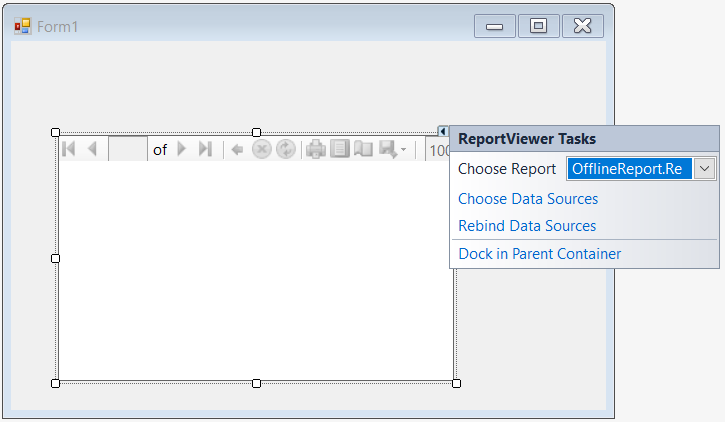 Form1
of
100
ReportViewer Tasks
Choose Report OfflineReport.Re
Choose Data Sources
Rebind Data Sources
Dock in Parent Container